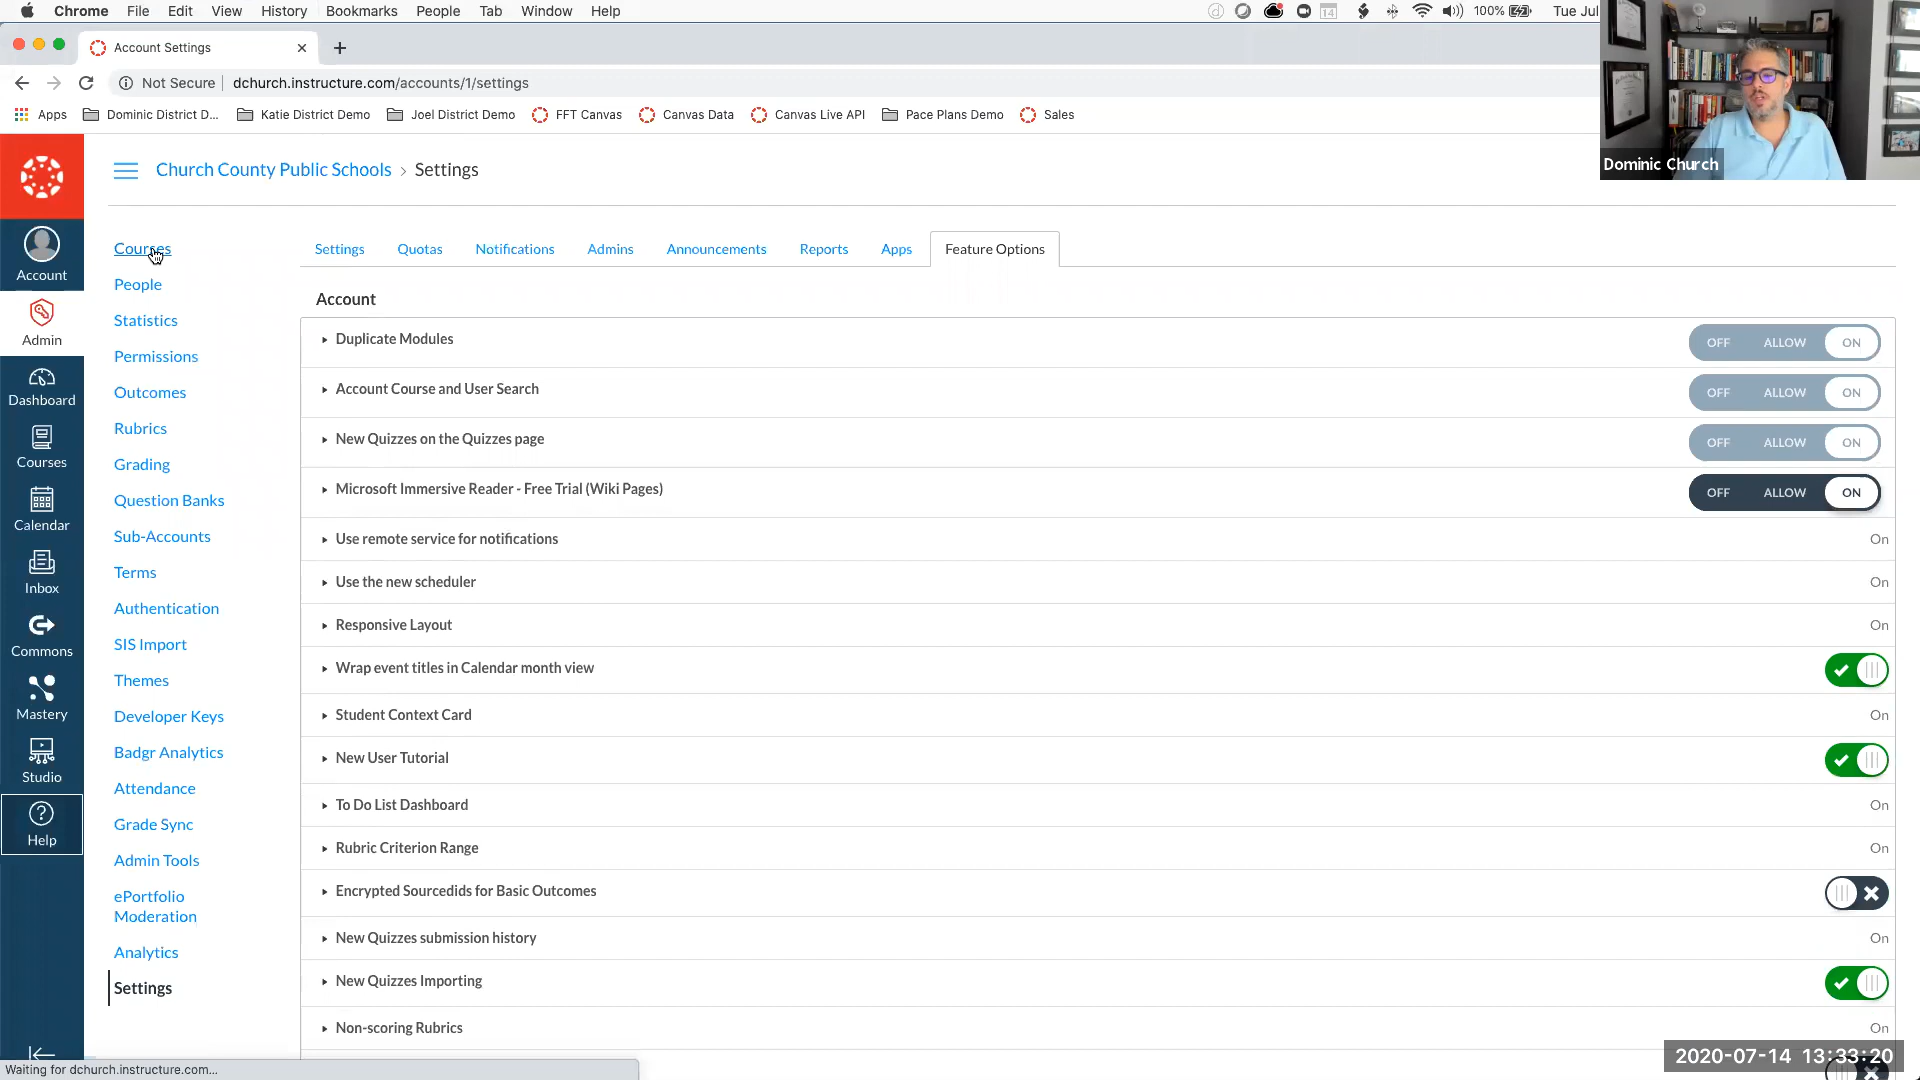 Chrome File Edit View History Bookmarks People Tab Window Help 14 100% Tue Jul
Account Settings
Not Secure dchurch.instructure.com/accounts/1/settings
Apps Dominic District D... Katie District Demo Joel District Demo FFT Canvas Canvas Data Canvas Live API Pace Plans Demo Sales
Dominic Church
Church County Public Schools > Settings
Account
Admin
Dashboard
Courses
Calendar
Inbox
Commons
Mastery
Studio
Help
Courses
People
Statistics
Permissions
Outcomes
Rubrics
Grading
Question Banks
Sub-Accounts
Terms
Authentication
SIS Import
Themes
Developer Keys
Badgr Analytics
Attendance
Grade Sync
Admin Tools
ePortfolio
Moderation
Analytics
Settings
Settings Quotas Notifications Admins Announcements Reports Apps Feature Options
Account
Duplicate Modules OFF ALLOW ON
Account Course and User Search OFF ALLOW ON
New Quizzes on the Quizzes page OFF ALLOW ON
Microsoft Immersive Reader - Free Trial (Wiki Pages) OFF ALLOW ON
Use remote service for notifications On
Use the new scheduler On
Responsive Layout On
Wrap event titles in Calendar month view
Student Context Card On
New User Tutorial
To Do List Dashboard On
Rubric Criterion Range On
Encrypted Sourcedids for Basic Outcomes
New Quizzes submission history On
New Quizzes Importing
Non-scoring Rubrics On
Waiting for dchurch.instructure.com...
2020-07-14 13:33:20